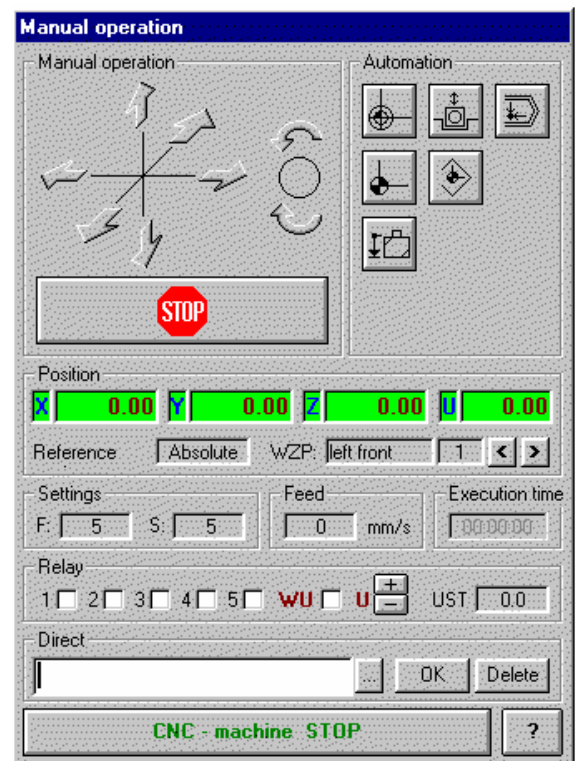 Manual operation
Manual operation
Automation
STOP
Position
X 0.00 Y 0.00 Z 0.00 U 0.00
Reference Absolute WZP: left front 1 < >
Settings Feed Execution time
F: 5 S: 5 0 mm/s 00:00:00
Relay
1 2 3 4 5 WU U + - UST 0.0
Direct
... OK Delete
CNC - machine STOP ?